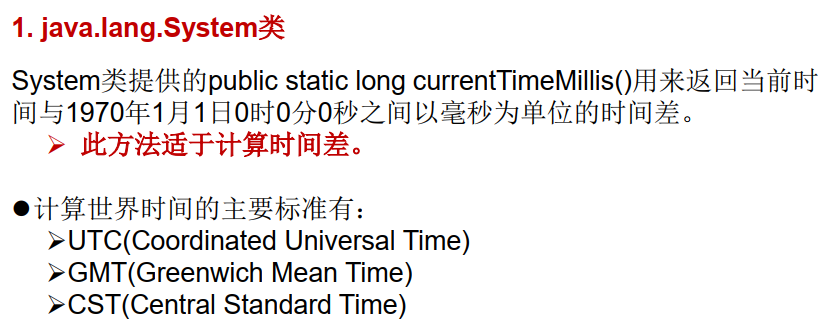 1. java.lang.System类
System类提供的public static long currentTimeMillis()用来返回当前时
间与1970年1月1日0时0分0秒之间以毫秒为单位的时间差。
➢ 此方法适于计算时间差。
●计算世界时间的主要标准有：
➢UTC(Coordinated Universal Time)
➢GMT(Greenwich Mean Time)
➢CST(Central Standard Time)